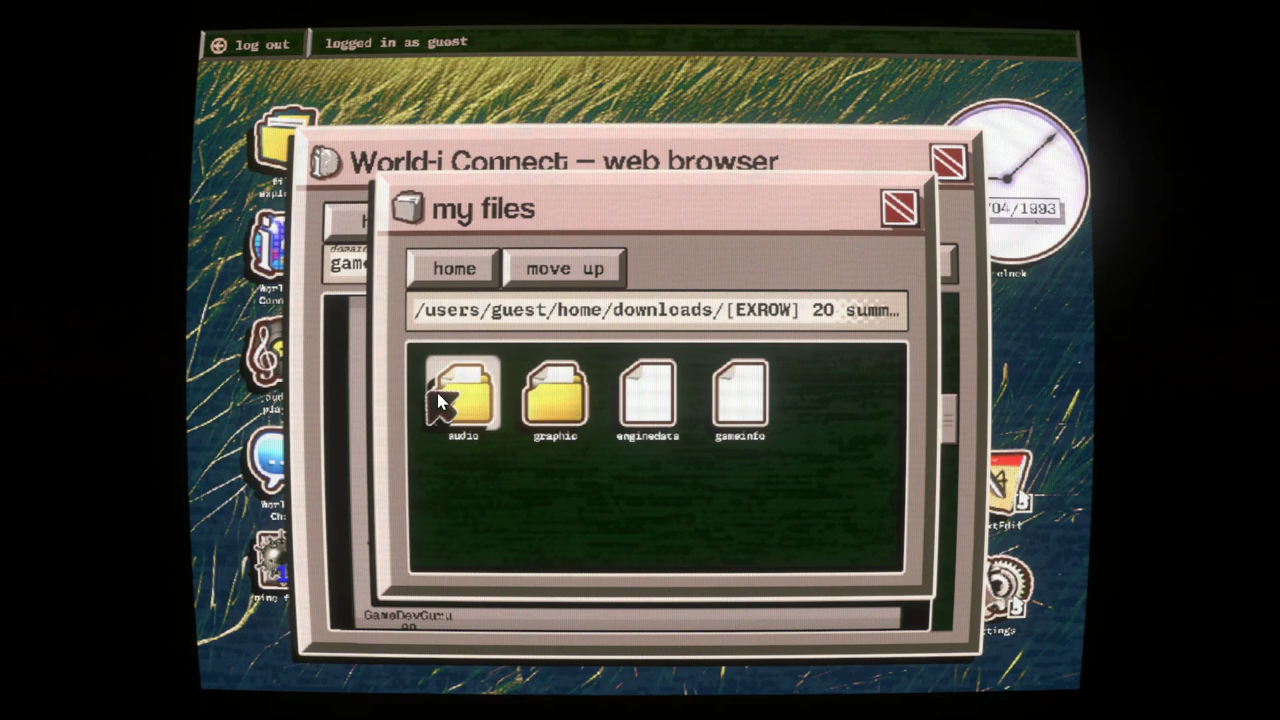 log out
logged in as guest
World-i Connect — web browser
my files
home
move up
/users/guest/home/downloads/[EXROW] 20 summ…
audio
graphic
enginedata
gameinfo
GameDevGuru
04/1993
clock